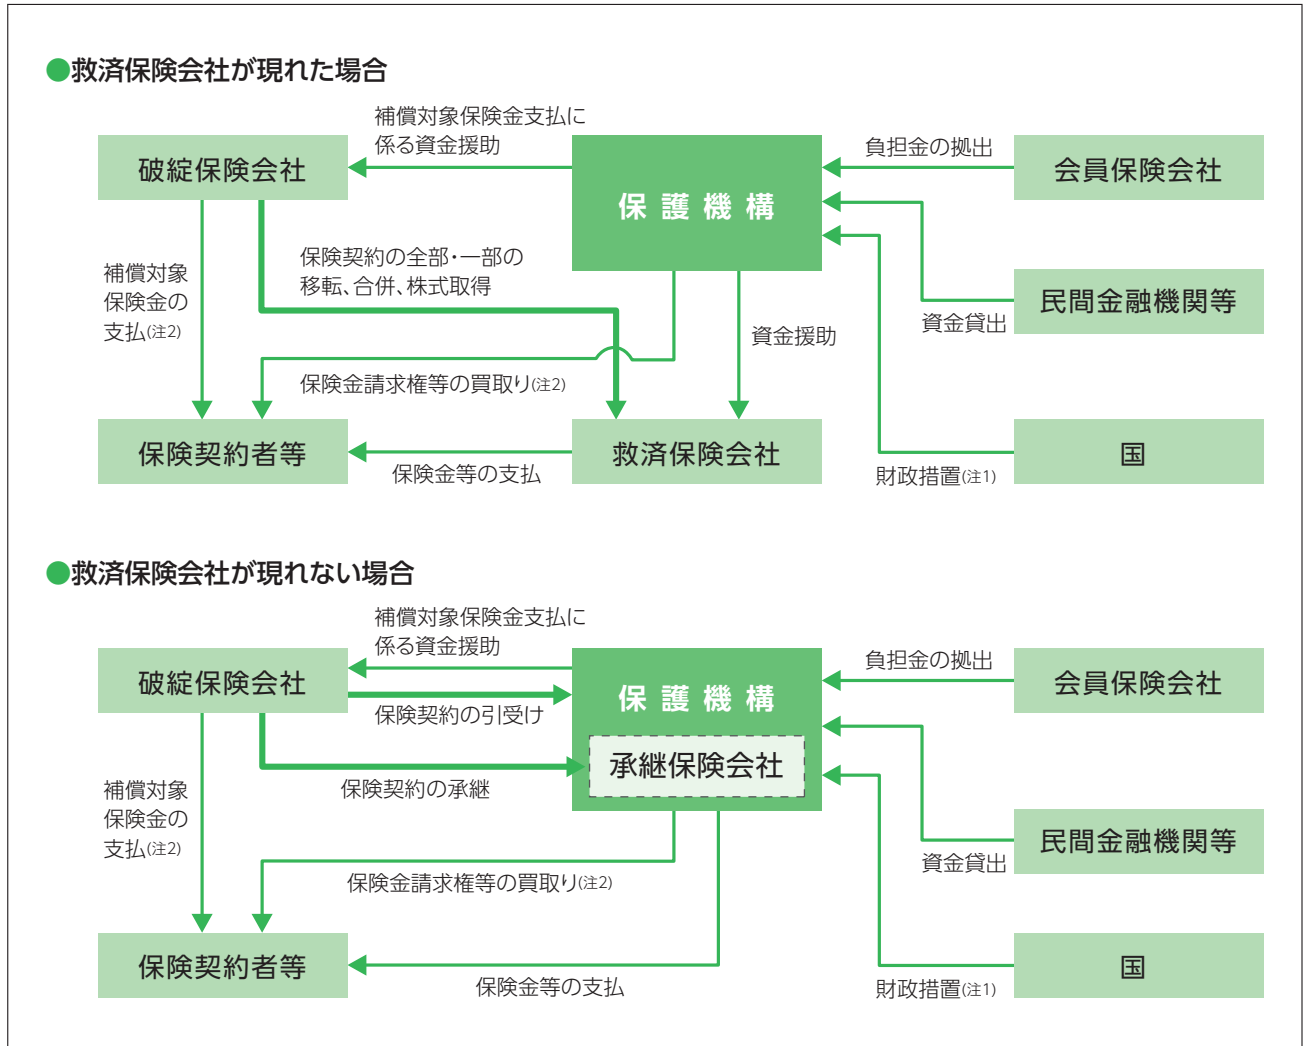 ●救済保険会社が現れた場合
補償対象保険金支払に
係る資金援助
負担金の拠出
破綻保険会社
保護機構
会員保険会社
保険契約の全部・一部の
移転、合併、株式取得
補償対象
保険金の
支払(注2)
民間金融機関等
資金貸出
資金援助
保険金請求権等の買取り(注2)
保険契約者等
救済保険会社
国
保険金等の支払
財政措置(注1)
●救済保険会社が現れない場合
補償対象保険金支払に
係る資金援助
負担金の拠出
破綻保険会社
保護機構
会員保険会社
保険契約の引受け
承継保険会社
保険契約の承継
補償対象
保険金の
支払(注2)
民間金融機関等
資金貸出
保険金請求権等の買取り(注2)
保険契約者等
国
保険金等の支払
財政措置(注1)